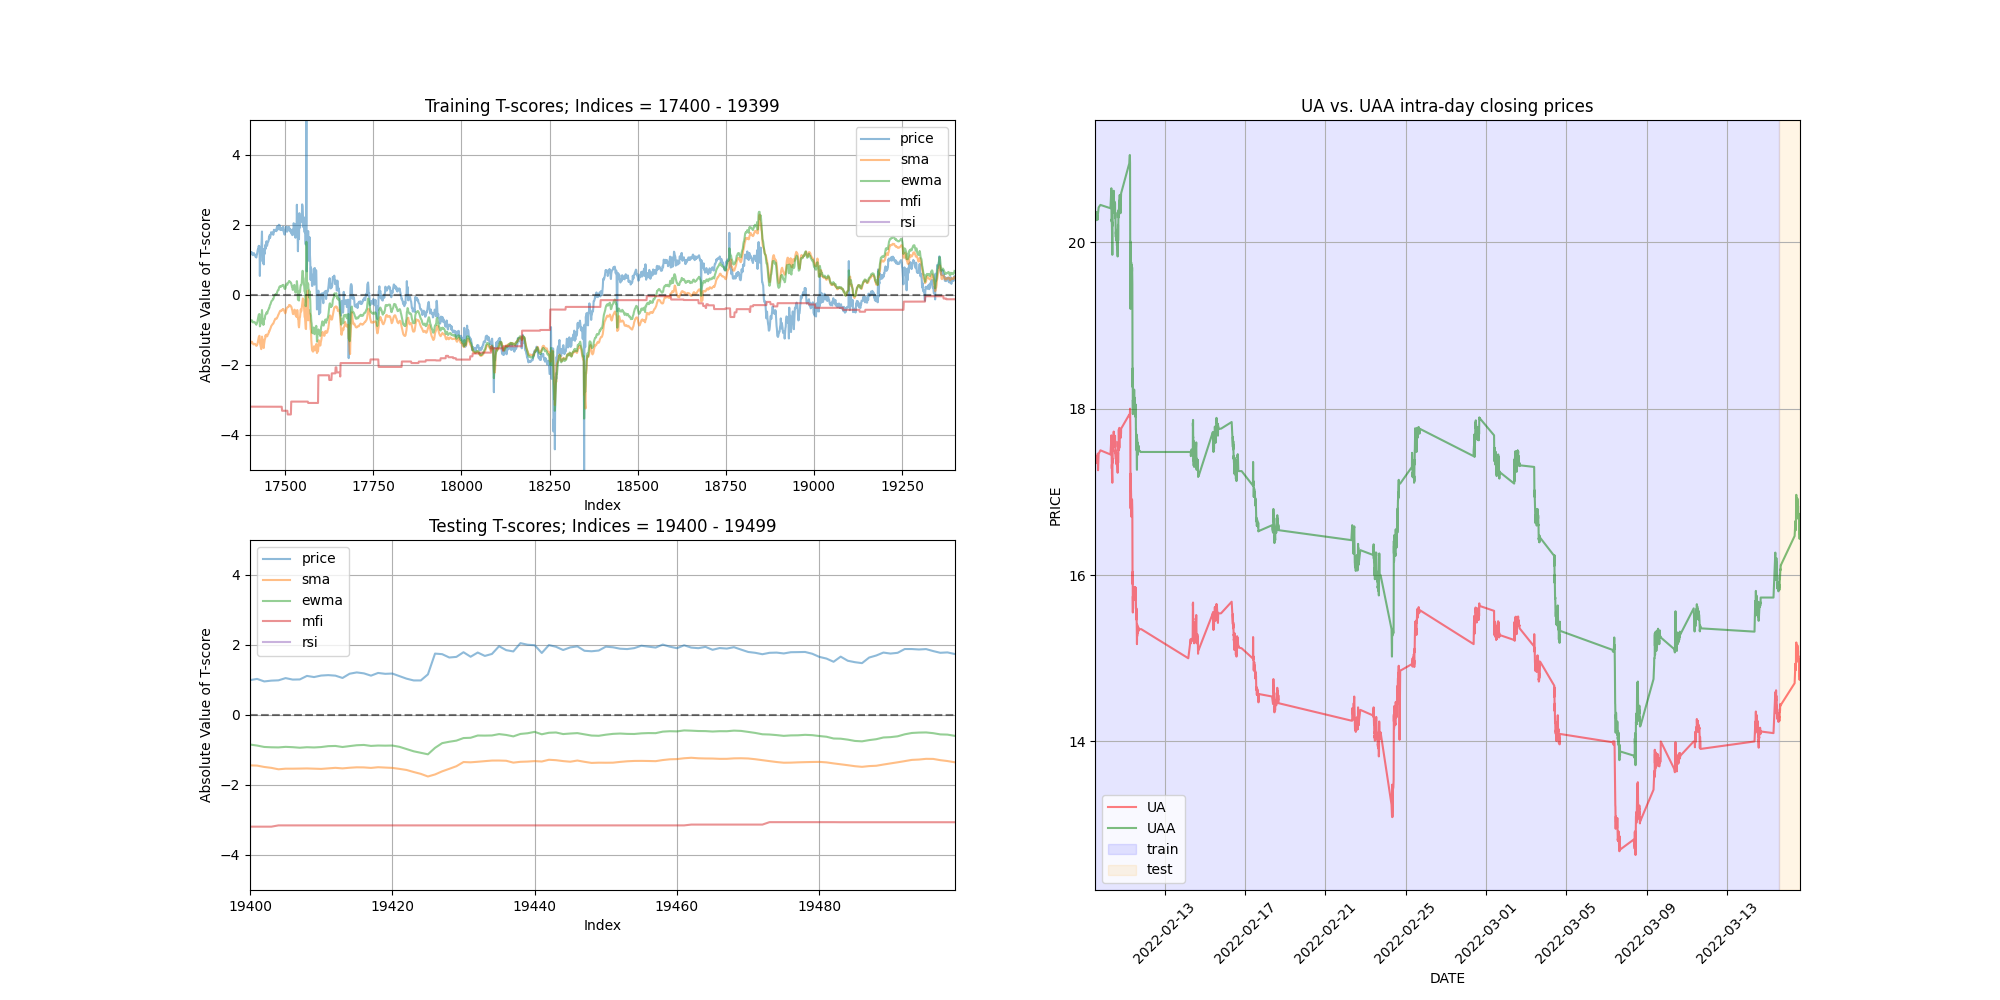 Training T-scores; Indices = 17400 - 19399
Absolute Value of T-score
4
2
0
−2
−4
price
sma
ewma
mfi
rsi
17500
17750
18000
18250
18500
18750
19000
19250
Index
Testing T-scores; Indices = 19400 - 19499
Absolute Value of T-score
4
2
0
−2
−4
price
sma
ewma
mfi
rsi
19400
19420
19440
19460
19480
Index
UA vs. UAA intra-day closing prices
PRICE
20
18
16
14
UA
UAA
train
test
2022-02-13
2022-02-17
2022-02-21
2022-02-25
2022-03-01
2022-03-05
2022-03-09
2022-03-13
DATE